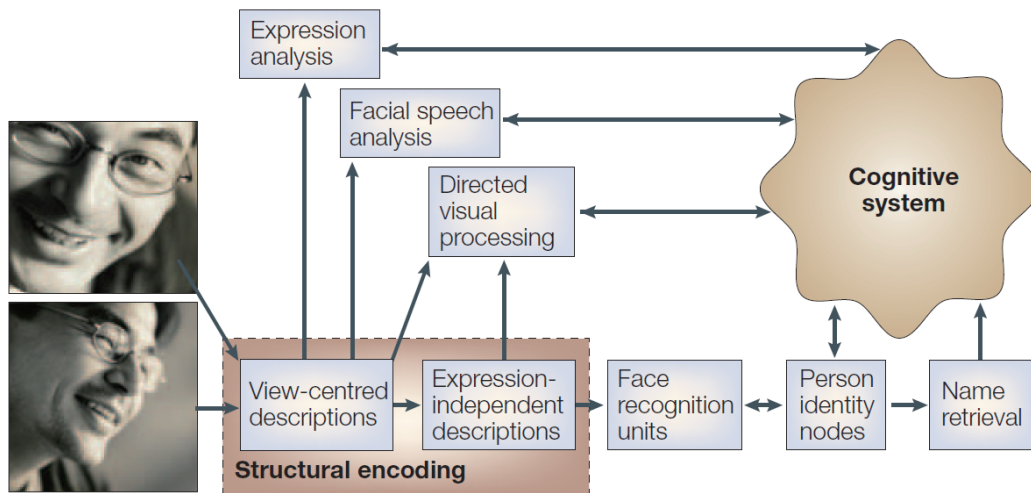 Expression
analysis
Facial speech
analysis
Directed
visual
processing
Cognitive
system
View-centred
descriptions
Expression-
independent
descriptions
Face
recognition
units
Person
identity
nodes
Name
retrieval
Structural encoding